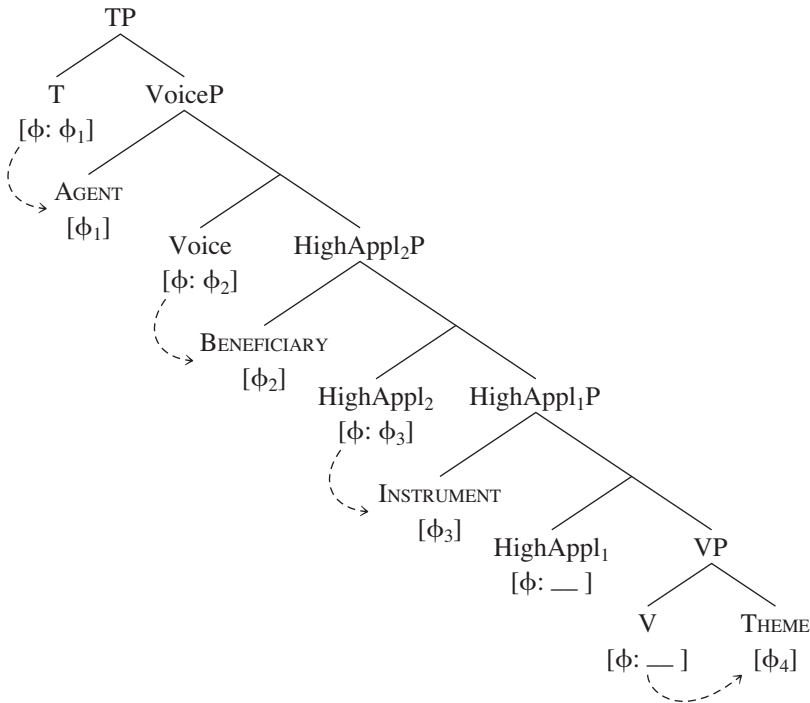 TP
T VoiceP
[ϕ: ϕ₁]
AGENT
[ϕ₁]
Voice HighAppl₂P
[ϕ: ϕ₂]
BENEFICIARY
[ϕ₂]
HighAppl₂ HighAppl₁P
[ϕ: ϕ₃]
INSTRUMENT
[ϕ₃]
HighAppl₁ VP
[ϕ: __ ]
V THEME
[ϕ: __ ] [ϕ₄]